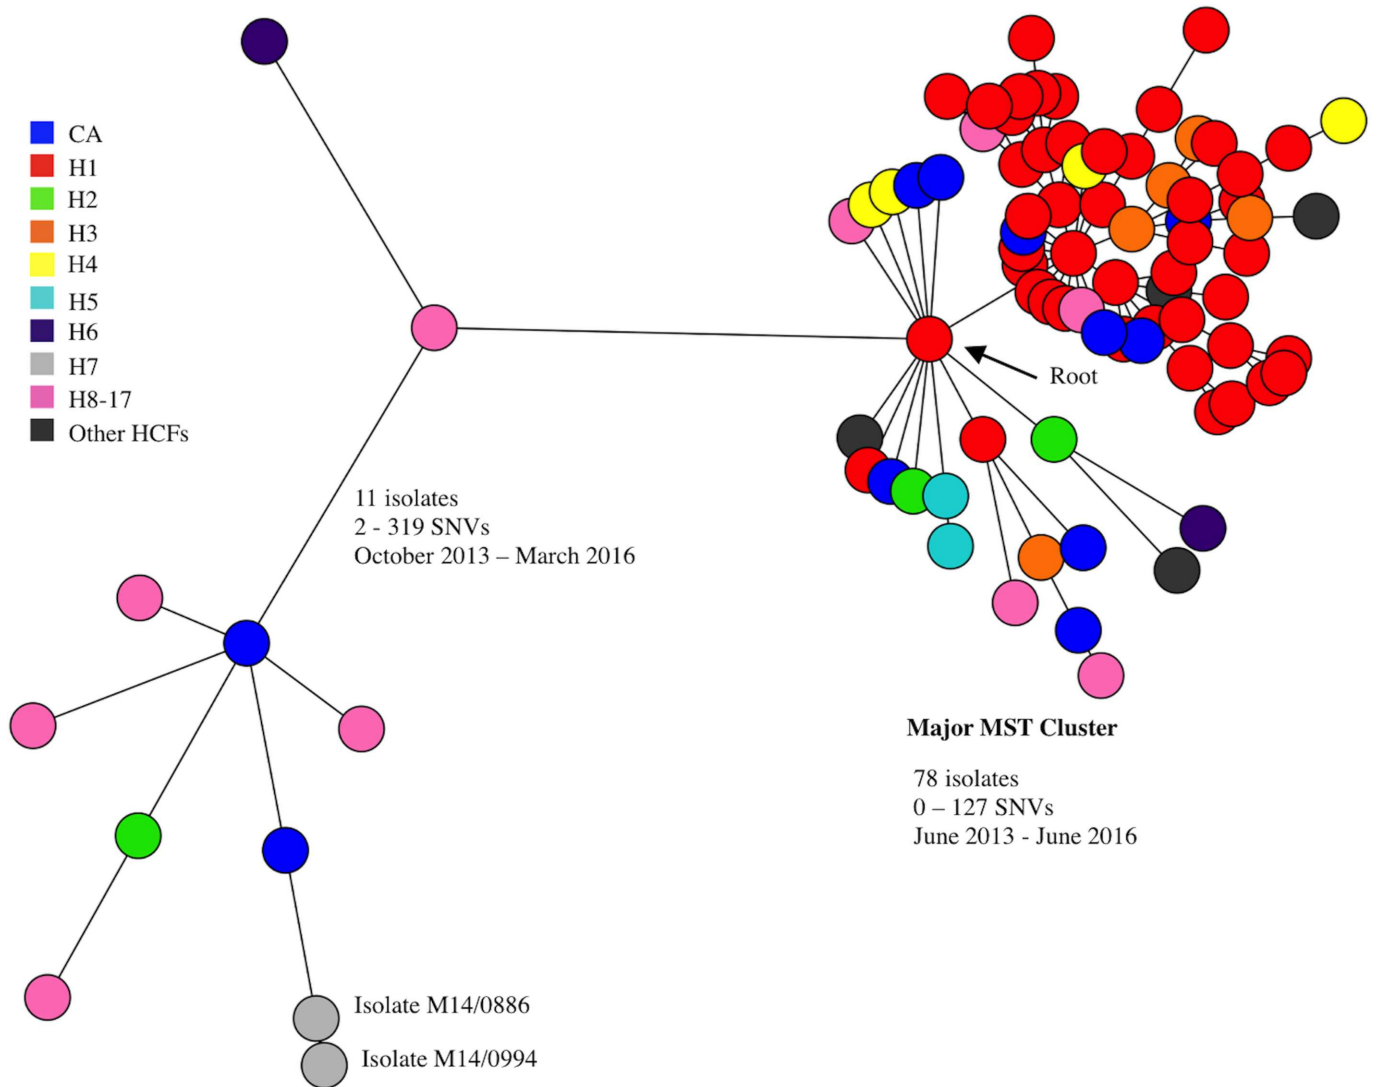 CA
H1
H2
H3
H4
H5
H6
H7
H8-17
Other HCFs
Root
11 isolates
2 - 319 SNVs
October 2013 – March 2016
Major MST Cluster
78 isolates
0 – 127 SNVs
June 2013 - June 2016
Isolate M14/0886
Isolate M14/0994